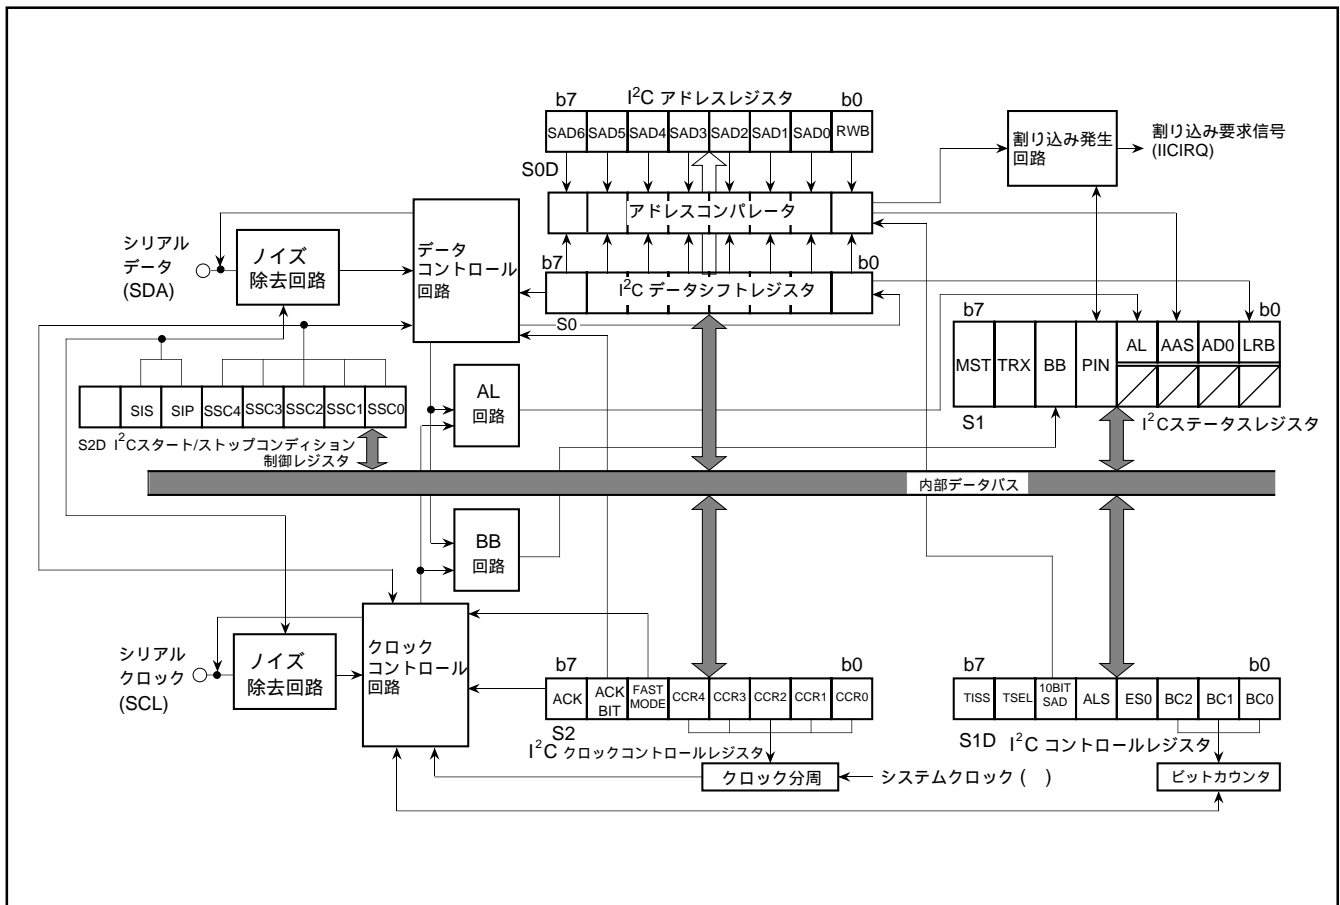 b7 I²C アドレスレジスタ b0
SAD6 SAD5 SAD4 SAD3 SAD2 SAD1 SAD0 RWB
S0D
アドレスコンパレータ
割り込み発生
回路
割り込み要求信号
(IICIRQ)
シリアル
データ
(SDA)
ノイズ
除去回路
データ
コントロール
回路
b7 b0
I²C データシフトレジスタ
S0
b7 b0
MST TRX BB PIN AL AAS AD0 LRB
S1
I²Cステータスレジスタ
SIS SIP SSC4 SSC3 SSC2 SSC1 SSC0
S2D I²Cスタート/ストップコンディション
制御レジスタ
AL
回路
内部データバス
BB
回路
シリアル
クロック
(SCL)
ノイズ
除去回路
クロック
コントロール
回路
b7 b0
ACK ACK BIT FAST MODE CCR4 CCR3 CCR2 CCR1 CCR0
S2
I²C クロックコントロールレジスタ
クロック分周
システムクロック ( )
b7 b0
TISS TSEL 10BIT SAD ALS ES0 BC2 BC1 BC0
S1D I²C コントロールレジスタ
ビットカウンタ